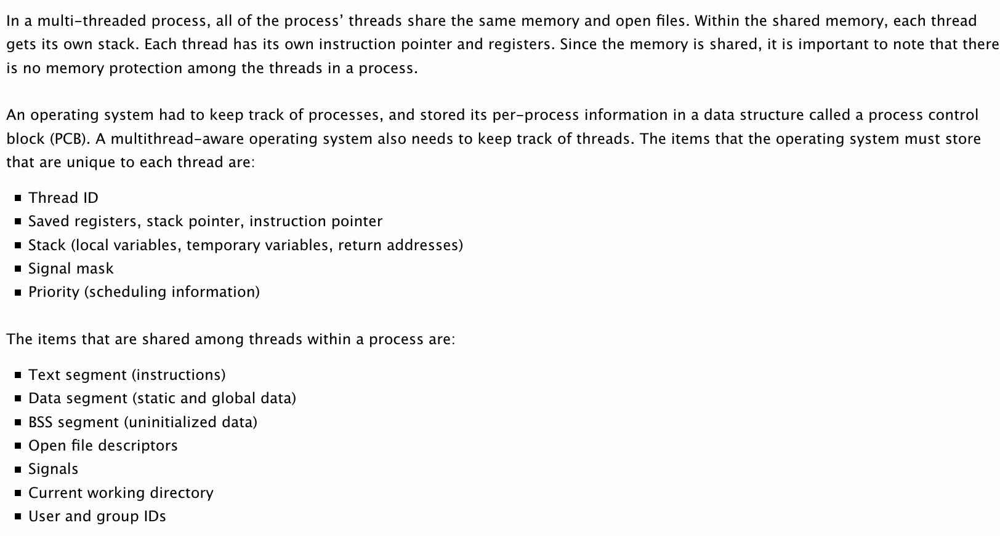 In a multi-threaded process, all of the process’ threads share the same memory and open files. Within the shared memory, each thread
gets its own stack. Each thread has its own instruction pointer and registers. Since the memory is shared, it is important to note that there
is no memory protection among the threads in a process.
An operating system had to keep track of processes, and stored its per-process information in a data structure called a process control
block (PCB). A multithread-aware operating system also needs to keep track of threads. The items that the operating system must store
that are unique to each thread are:
▪ Thread ID
▪ Saved registers, stack pointer, instruction pointer
▪ Stack (local variables, temporary variables, return addresses)
▪ Signal mask
▪ Priority (scheduling information)
The items that are shared among threads within a process are:
▪ Text segment (instructions)
▪ Data segment (static and global data)
▪ BSS segment (uninitialized data)
▪ Open file descriptors
▪ Signals
▪ Current working directory
▪ User and group IDs